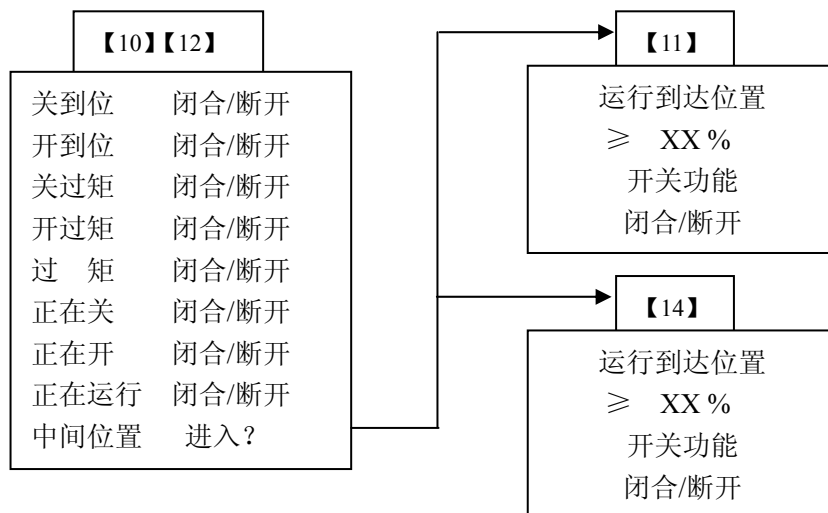 【10】【12】
关到位 闭合/断开
开到位 闭合/断开
关过矩 闭合/断开
开过矩 闭合/断开
过 矩 闭合/断开
正在关 闭合/断开
正在开 闭合/断开
正在运行 闭合/断开
中间位置 进入？
【11】
运行到达位置
≥ XX %
开关功能
闭合/断开
【14】
运行到达位置
≥ XX %
开关功能
闭合/断开